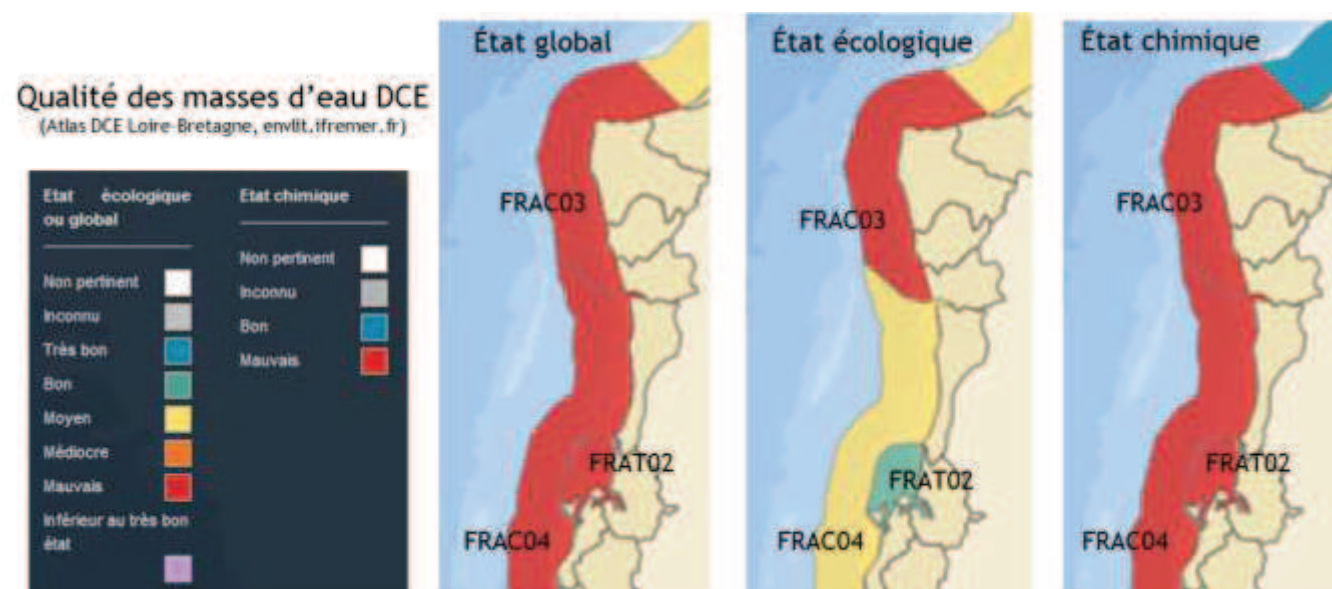 Qualité des masses d'eau DCE
(Atlas DCE Loire-Bretagne, envlit.ifremer.fr)
Etat écologique
ou global
Non pertinent
Inconnu
Très bon
Bon
Moyen
Médiocre
Mauvais
Inférieur au très bon
état
Etat chimique
Non pertinent
Inconnu
Bon
Mauvais
État global
FRAC03
FRAT02
FRAC04
État écologique
FRAC03
FRAT02
FRAC04
État chimique
FRAC03
FRAT02
FRAC04